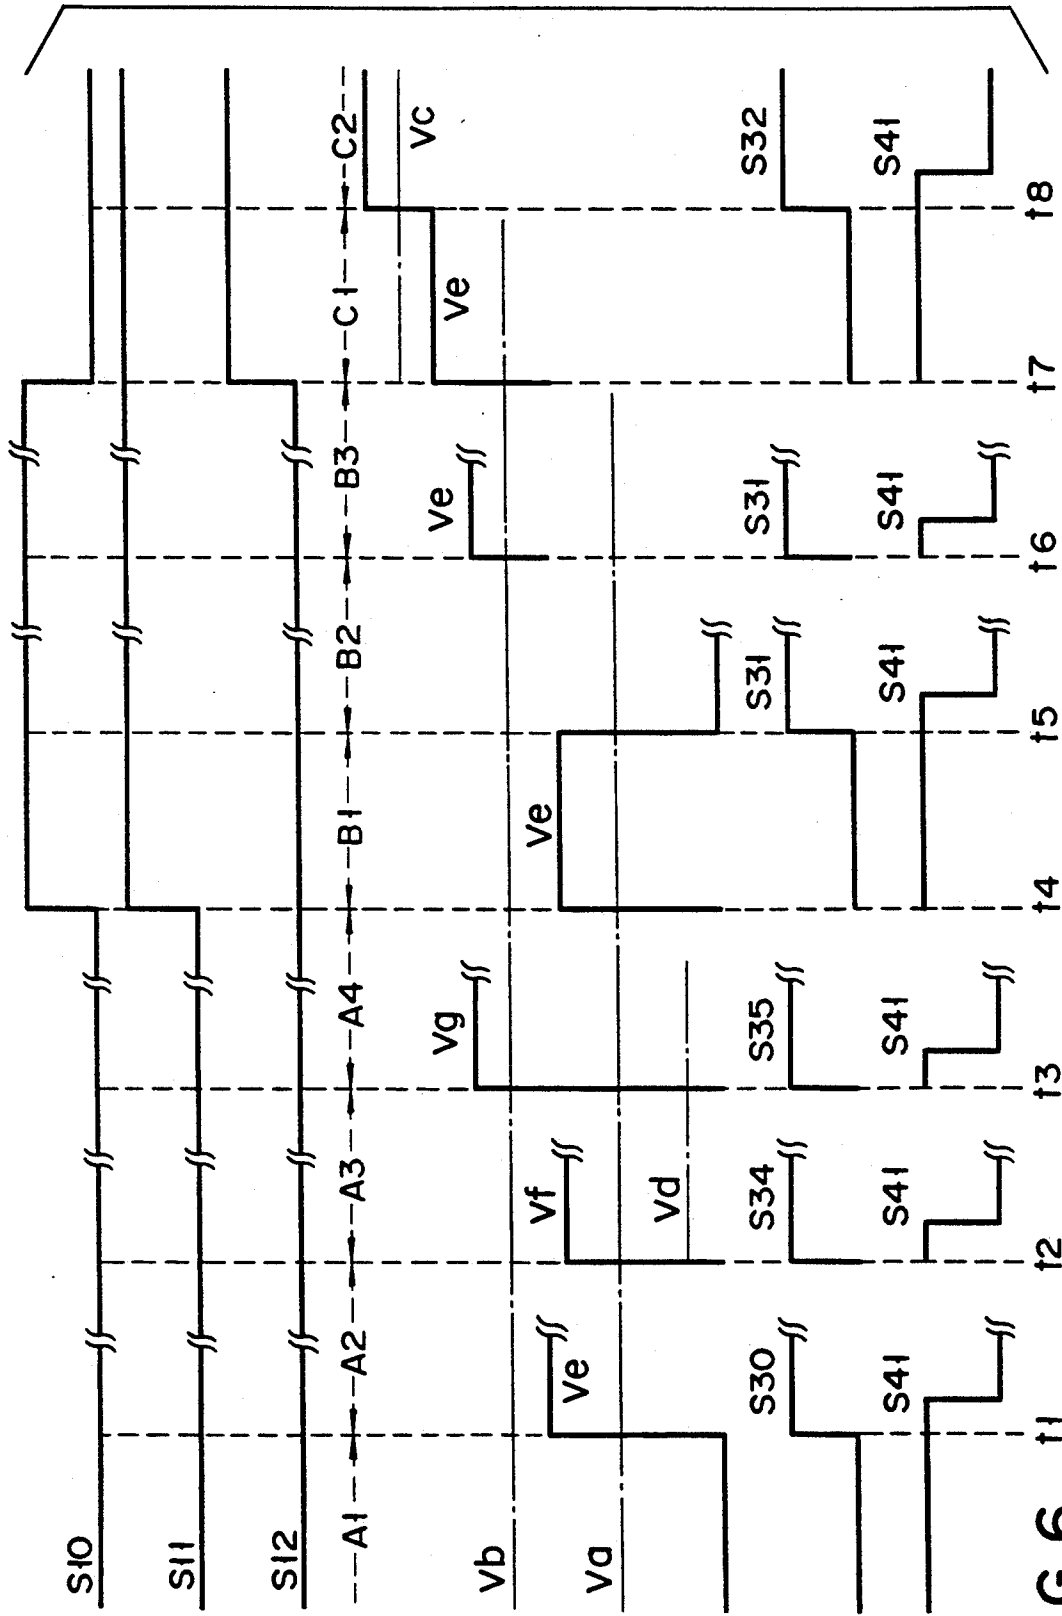 S10
S11
S12
A1 A2 A3 A4 B1 B2 B3 C1 C2
Vb
Va
Ve Vf Vg Ve Ve Ve
Vd
Vc
S30 S34 S35 S31 S31 S32
S41 S41 S41 S41 S41 S41
t1 t2 t3 t4 t5 t6 t7 t8
G. 6